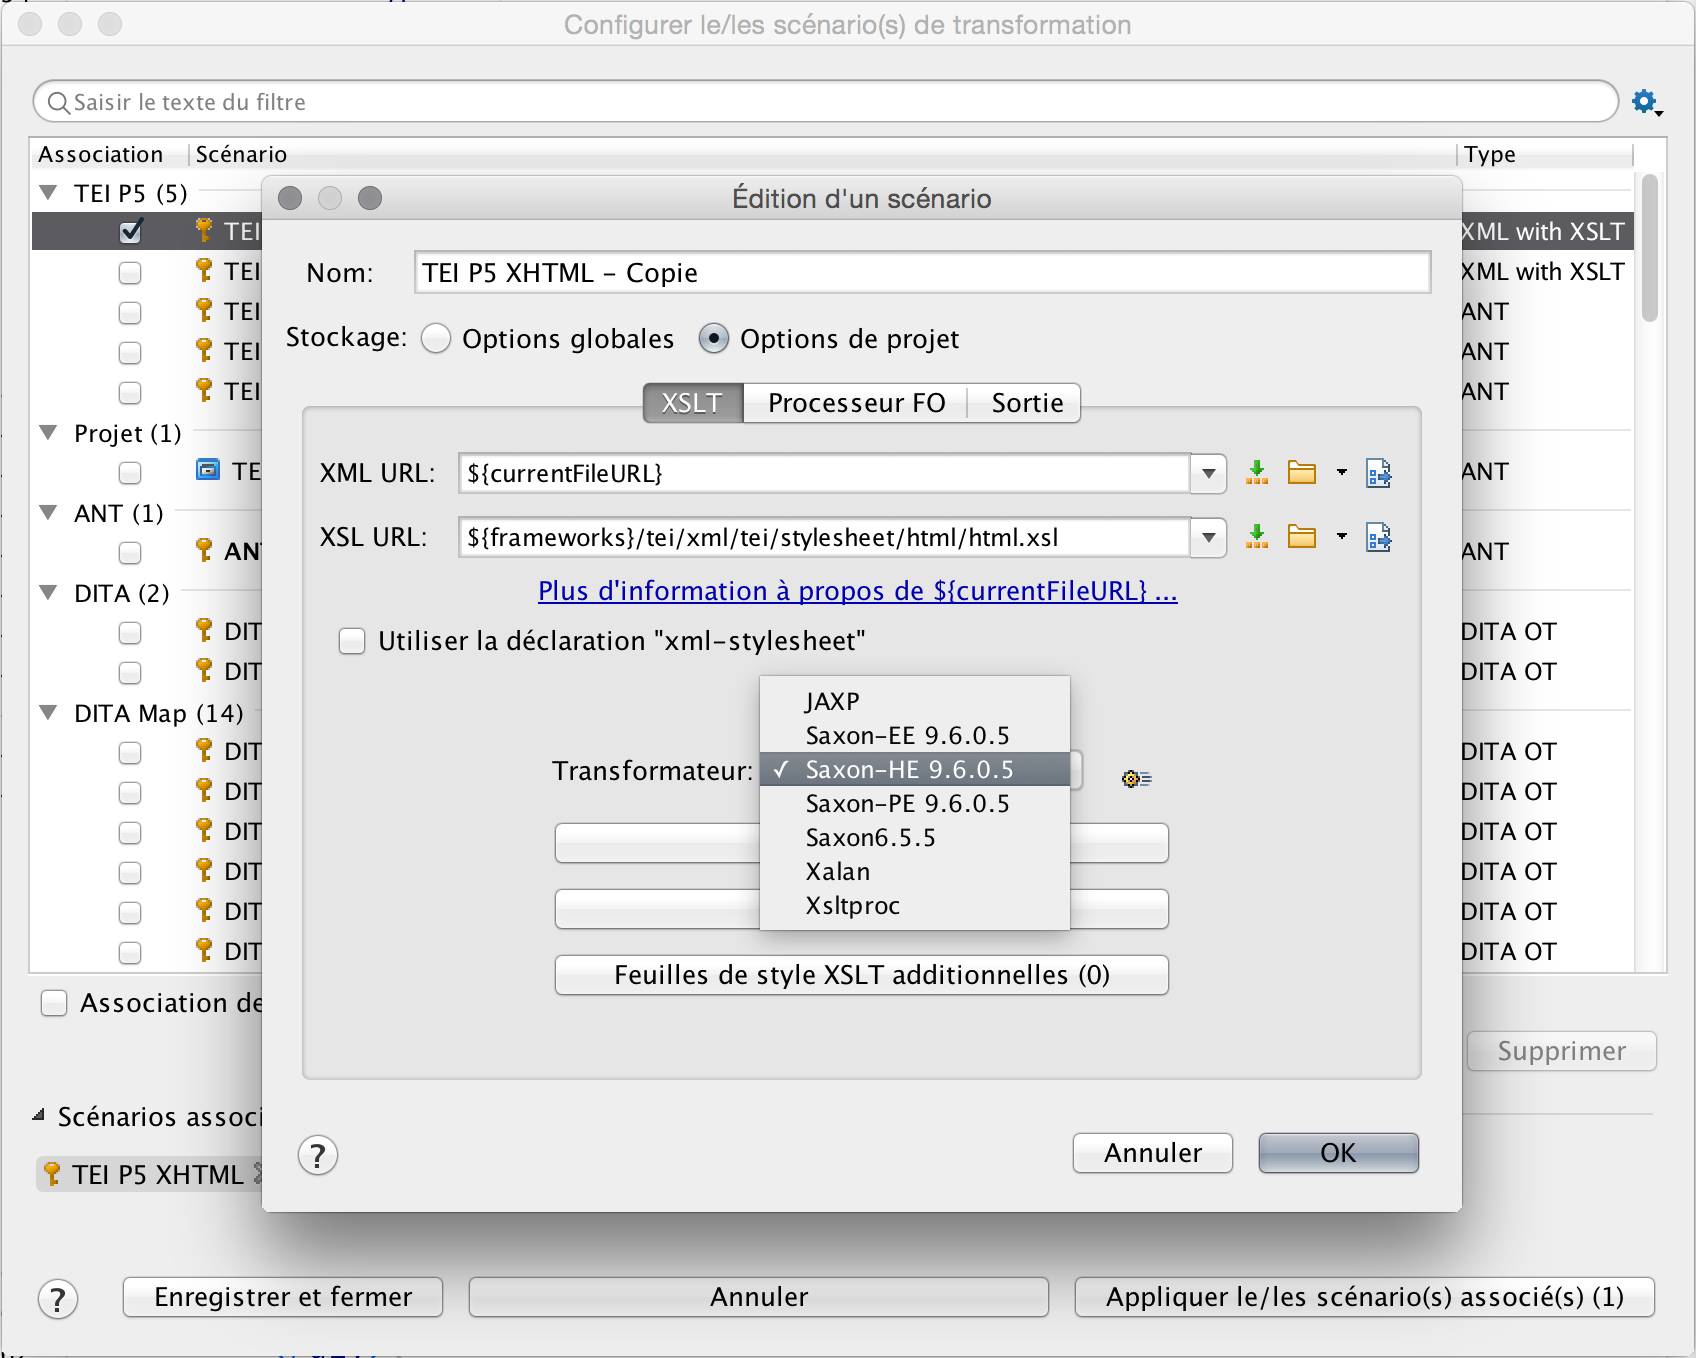 Configurer le/les scénario(s) de transformation
Saisir le texte du filtre
Association Scénario Type
TEI P5 (5)
Édition d'un scénario
TEI XML with XSLT
TEI XML with XSLT
TEI ANT
TEI ANT
TEI ANT
Nom: TEI P5 XHTML - Copie
Stockage: Options globales Options de projet
XSLT Processeur FO Sortie
Projet (1)
TE ANT
XML URL: ${currentFileURL}
ANT (1)
XSL URL: ${frameworks}/tei/xml/tei/stylesheet/html/html.xsl
ANT ANT
Plus d'information à propos de ${currentFileURL} ...
DITA (2)
Utiliser la déclaration "xml-stylesheet"
DIT DITA OT
DIT DITA OT
DITA Map (14)
JAXP
Saxon-EE 9.6.0.5
Transformateur: ✓ Saxon-HE 9.6.0.5
Saxon-PE 9.6.0.5
Saxon6.5.5
Xalan
Xsltproc
DIT DITA OT
DIT DITA OT
DIT DITA OT
DIT DITA OT
DIT DITA OT
DIT DITA OT
Feuilles de style XSLT additionnelles (0)
Association de
Supprimer
Scénarios associ
? Annuler OK
TEI P5 XHTML
? Enregistrer et fermer Annuler Appliquer le/les scénario(s) associé(s) (1)